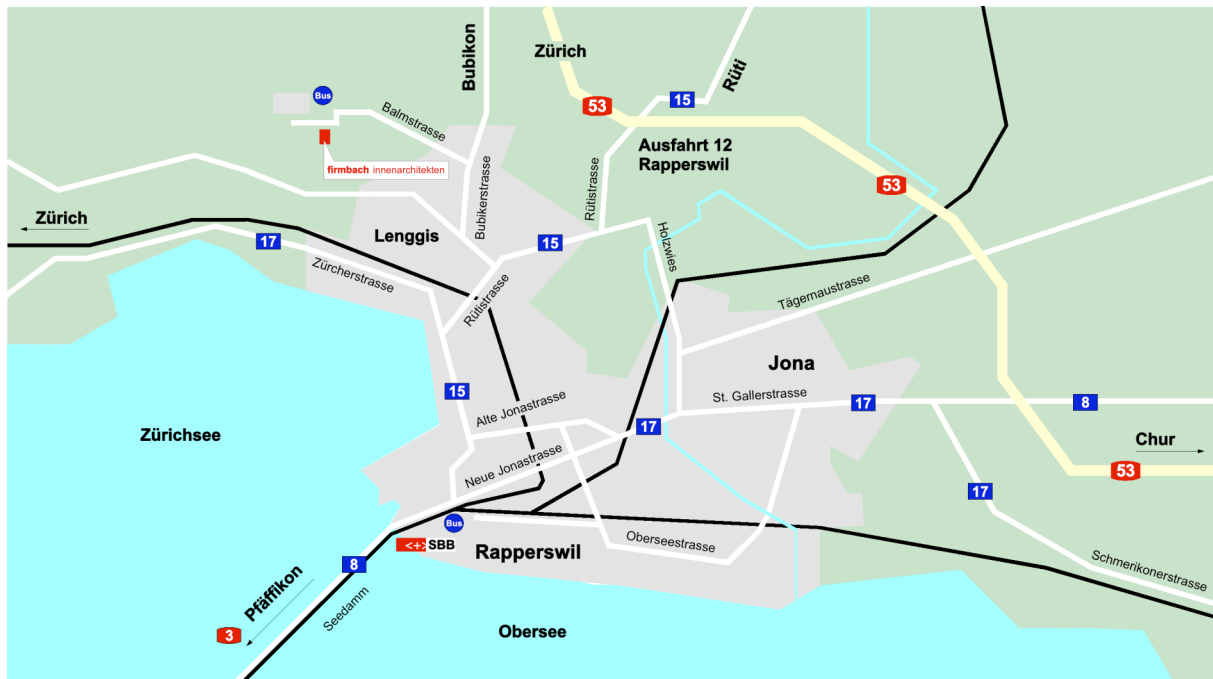 Zürich
Bubikon
Rüti
53
15
Bus
Balmstrasse
Ausfahrt 12
Rapperswil
firmbach innenarchitekten
53
Rütistrasse
Bubikerstrasse
Zürich
17
Lenggis
15
Holzwies
Zürcherstrasse
Rütistrasse
Tägernaustrasse
Jona
15
St. Gallerstrasse
17
8
Alte Jonastrasse
17
Zürichsee
Chur
Neue Jonastrasse
53
17
Bus
Oberseestrasse
SBB
Rapperswil
8
Schmerikonerstrasse
Pfäffikon
Seedamm
3
Obersee